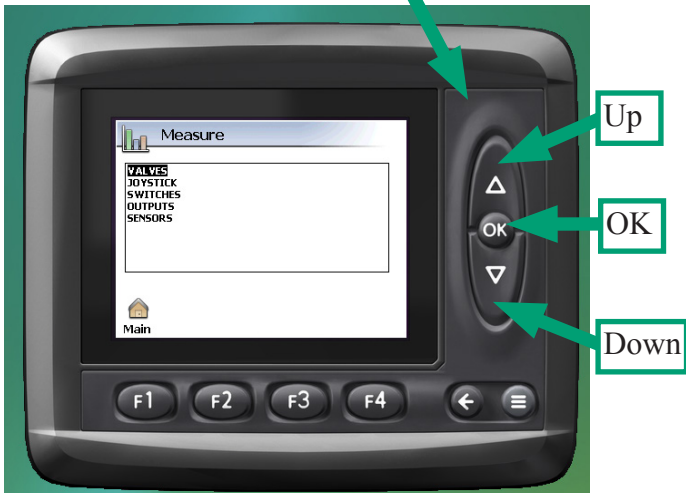 Measure
VALVES
JOYSTICK
SWITCHES
OUTPUTS
SENSORS
Main
F1 F2 F3 F4
OK
Up
OK
Down